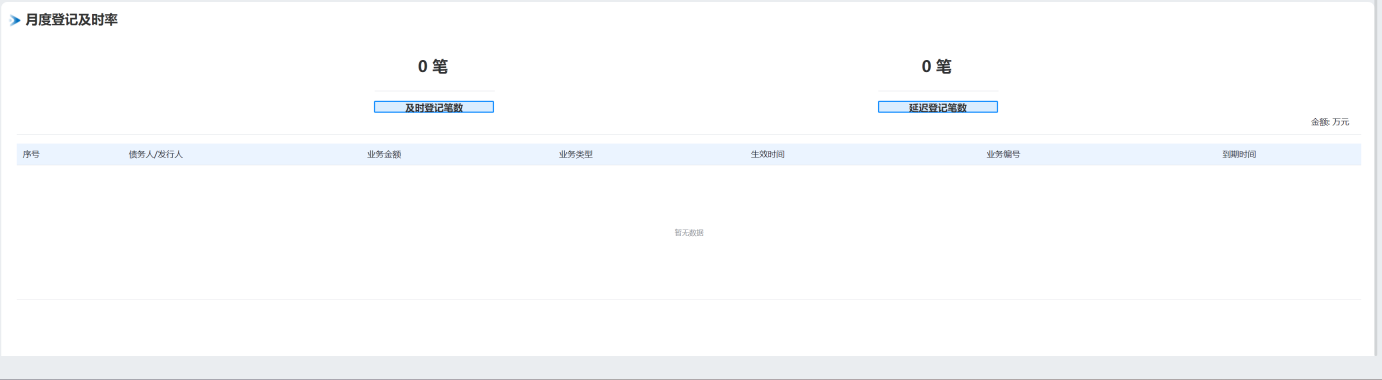 月度登记及时率
0 笔 0 笔
及时登记笔数 延迟登记笔数
金额: 万元
序号 债务人/发行人 业务金额 业务类型 生效时间 业务编号 到期时间
暂无数据